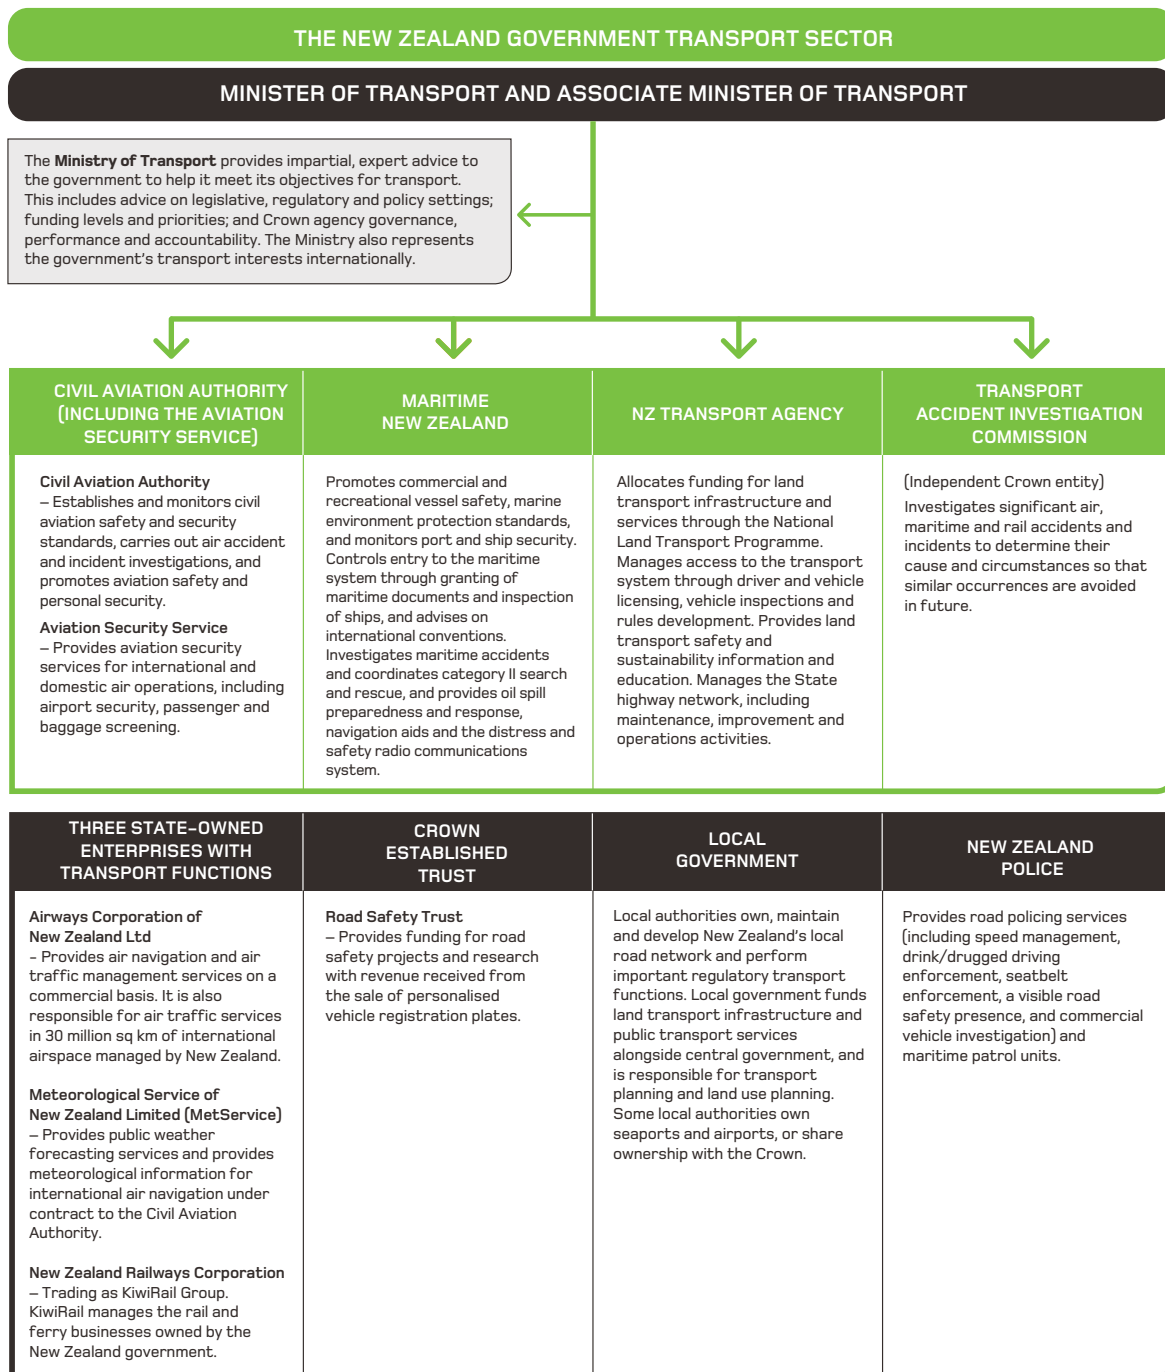 THE NEW ZEALAND GOVERNMENT TRANSPORT SECTOR
MINISTER OF TRANSPORT AND ASSOCIATE MINISTER OF TRANSPORT
The Ministry of Transport provides impartial, expert advice to
the government to help it meet its objectives for transport.
This includes advice on legislative, regulatory and policy settings;
funding levels and priorities; and Crown agency governance,
performance and accountability. The Ministry also represents
the government's transport interests internationally.
CIVIL AVIATION AUTHORITY
(INCLUDING THE AVIATION
SECURITY SERVICE)
Civil Aviation Authority
– Establishes and monitors civil
aviation safety and security
standards, carries out air accident
and incident investigations, and
promotes aviation safety and
personal security.
Aviation Security Service
– Provides aviation security
services for international and
domestic air operations, including
airport security, passenger and
baggage screening.
MARITIME
NEW ZEALAND
Promotes commercial and
recreational vessel safety, marine
environment protection standards,
and monitors port and ship security.
Controls entry to the maritime
system through granting of
maritime documents and inspection
of ships, and advises on
international conventions.
Investigates maritime accidents
and coordinates category II search
and rescue, and provides oil spill
preparedness and response,
navigation aids and the distress and
safety radio communications
system.
NZ TRANSPORT AGENCY
Allocates funding for land
transport infrastructure and
services through the National
Land Transport Programme.
Manages access to the transport
system through driver and vehicle
licensing, vehicle inspections and
rules development. Provides land
transport safety and
sustainability information and
education. Manages the State
highway network, including
maintenance, improvement and
operations activities.
TRANSPORT
ACCIDENT INVESTIGATION
COMMISSION
(Independent Crown entity)
Investigates significant air,
maritime and rail accidents and
incidents to determine their
cause and circumstances so that
similar occurrences are avoided
in future.
THREE STATE-OWNED
ENTERPRISES WITH
TRANSPORT FUNCTIONS
Airways Corporation of
New Zealand Ltd
- Provides air navigation and air
traffic management services on a
commercial basis. It is also
responsible for air traffic services
in 30 million sq km of international
airspace managed by New Zealand.
Meteorological Service of
New Zealand Limited (MetService)
– Provides public weather
forecasting services and provides
meteorological information for
international air navigation under
contract to the Civil Aviation
Authority.
New Zealand Railways Corporation
– Trading as KiwiRail Group.
KiwiRail manages the rail and
ferry businesses owned by the
New Zealand government.
CROWN
ESTABLISHED
TRUST
Road Safety Trust
– Provides funding for road
safety projects and research
with revenue received from
the sale of personalised
vehicle registration plates.
LOCAL
GOVERNMENT
Local authorities own, maintain
and develop New Zealand's local
road network and perform
important regulatory transport
functions. Local government funds
land transport infrastructure and
public transport services
alongside central government, and
is responsible for transport
planning and land use planning.
Some local authorities own
seaports and airports, or share
ownership with the Crown.
NEW ZEALAND
POLICE
Provides road policing services
(including speed management,
drink/drugged driving
enforcement, seatbelt
enforcement, a visible road
safety presence, and commercial
vehicle investigation) and
maritime patrol units.